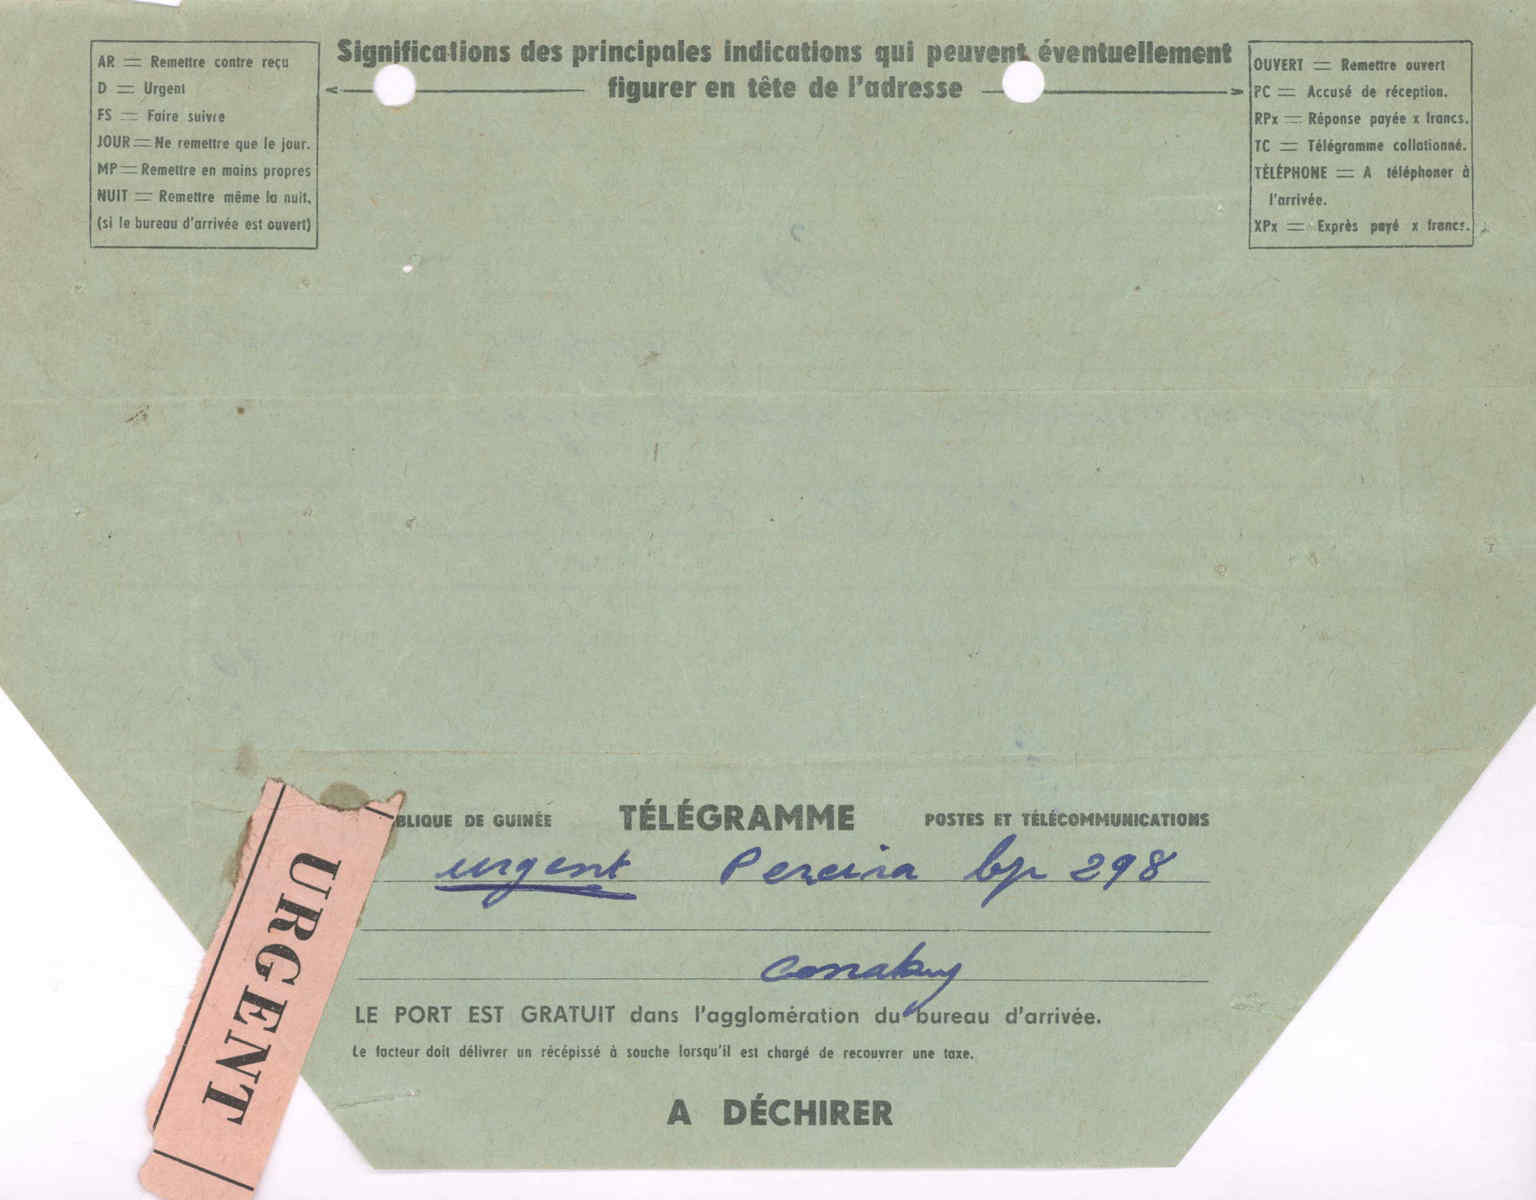 AR = Remettre contre reçu
D = Urgent
FS = Faire suivre
JOUR = Ne remettre que le jour.
MP = Remettre en mains propres
NUIT = Remettre même la nuit.
(si le bureau d'arrivée est ouvert)
Significations des principales indications qui peuvent éventuellement
figurer en tête de l'adresse
OUVERT = Remettre ouvert
PC = Accusé de réception.
RPx = Réponse payée x francs.
TC = Télégramme collationné.
TÉLÉPHONE = A téléphoner à
l'arrivée.
XPx = Exprès payé x francs.
BLIQUE DE GUINÉE TÉLÉGRAMME POSTES ET TÉLÉCOMMUNICATIONS
urgent Pereira bp 298
Conakry
LE PORT EST GRATUIT dans l'agglomération du bureau d'arrivée.
Le facteur doit délivrer un récépissé à souche lorsqu'il est chargé de recouvrer une taxe.
A DÉCHIRER
URGENT